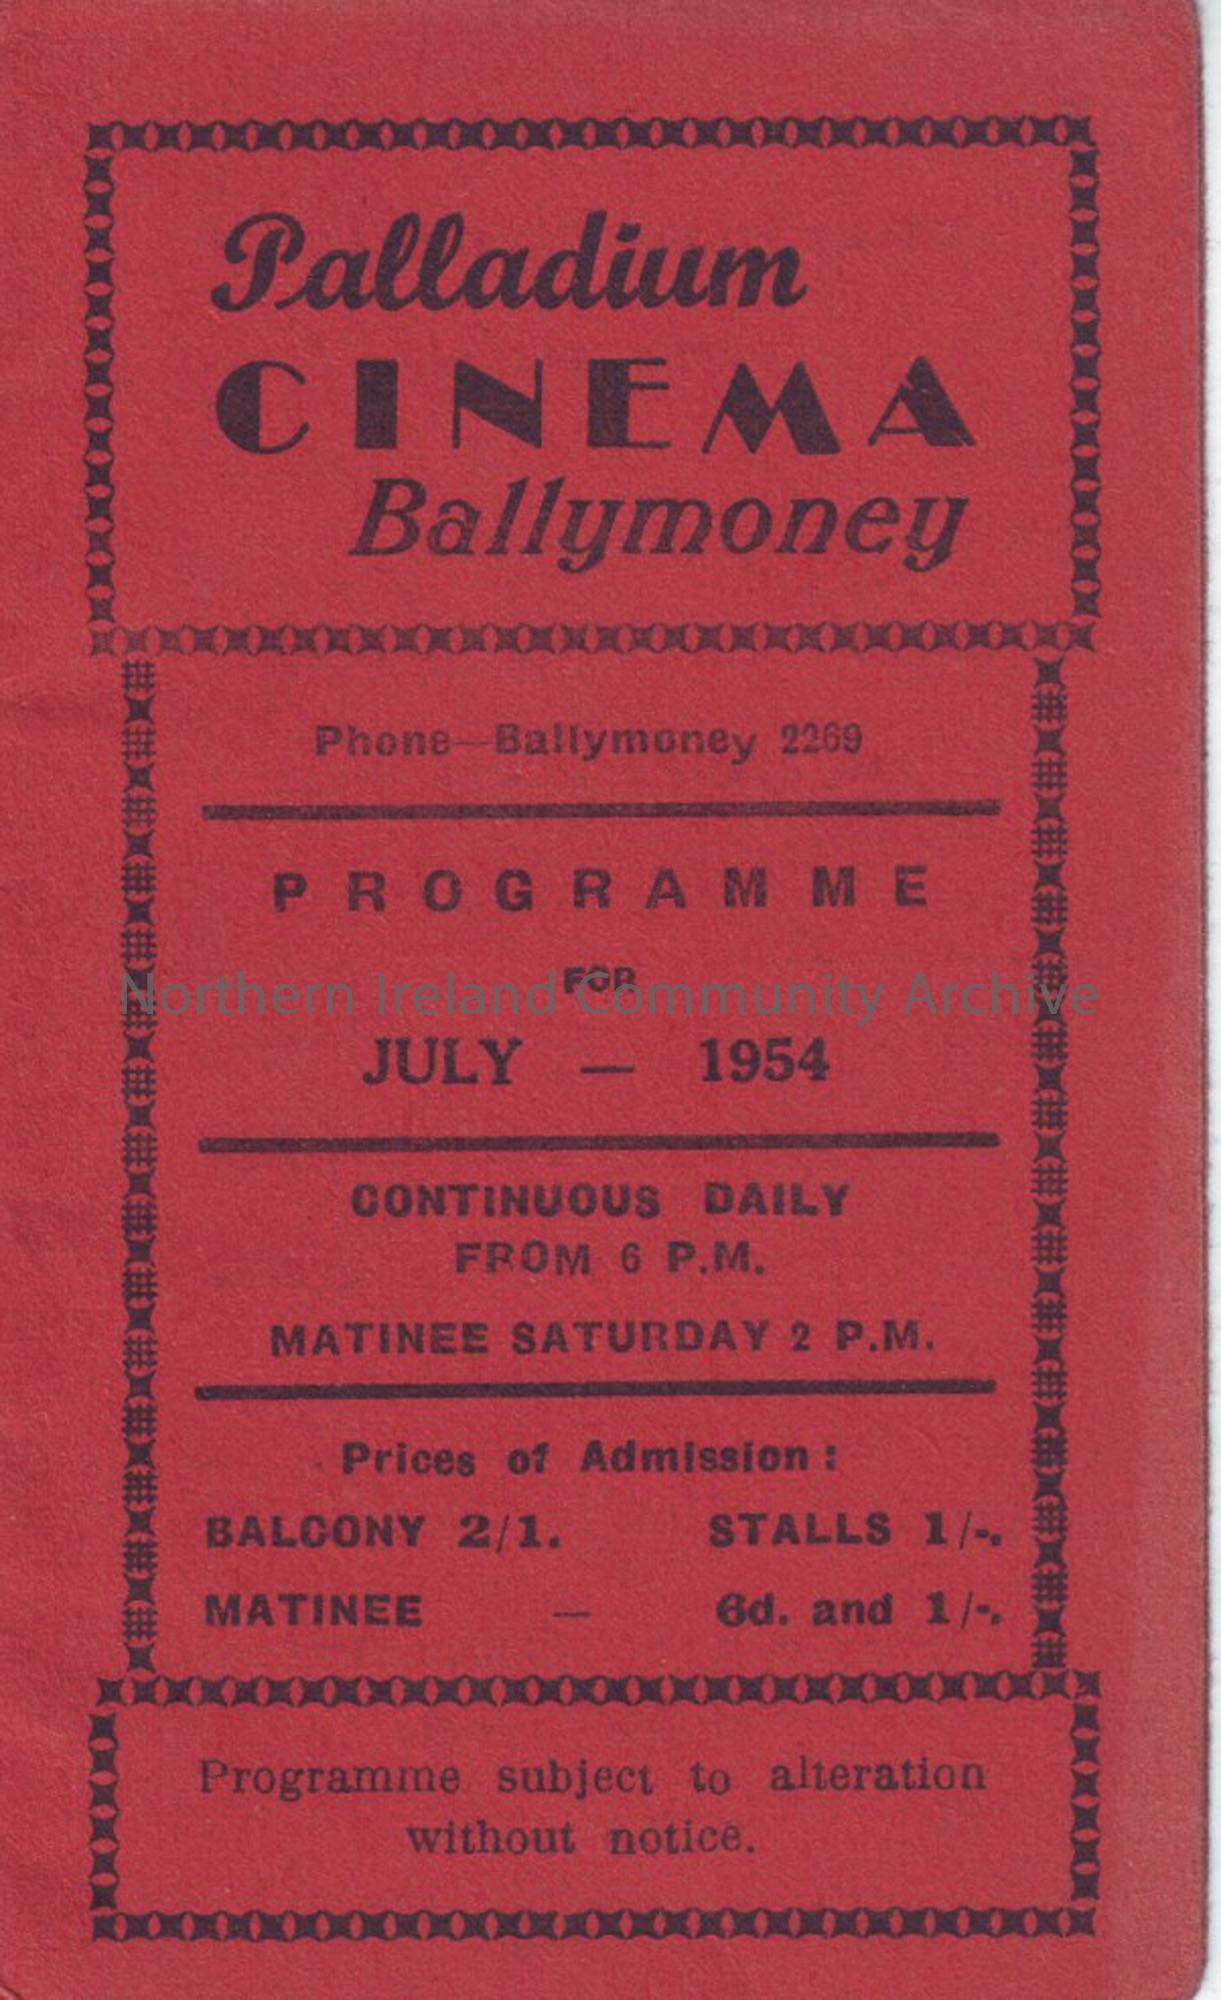 Palladium
CINEMA
Ballymoney
Phone—Ballymoney 2269
PROGRAMME
FOR
Northern Ireland Community Archive
JULY — 1954
CONTINUOUS DAILY
FROM 6 P.M.
MATINEE SATURDAY 2 P.M.
Prices of Admission:
BALCONY 2/1. STALLS 1/-.
MATINEE — 6d. and 1/-.
Programme subject to alteration
without notice.